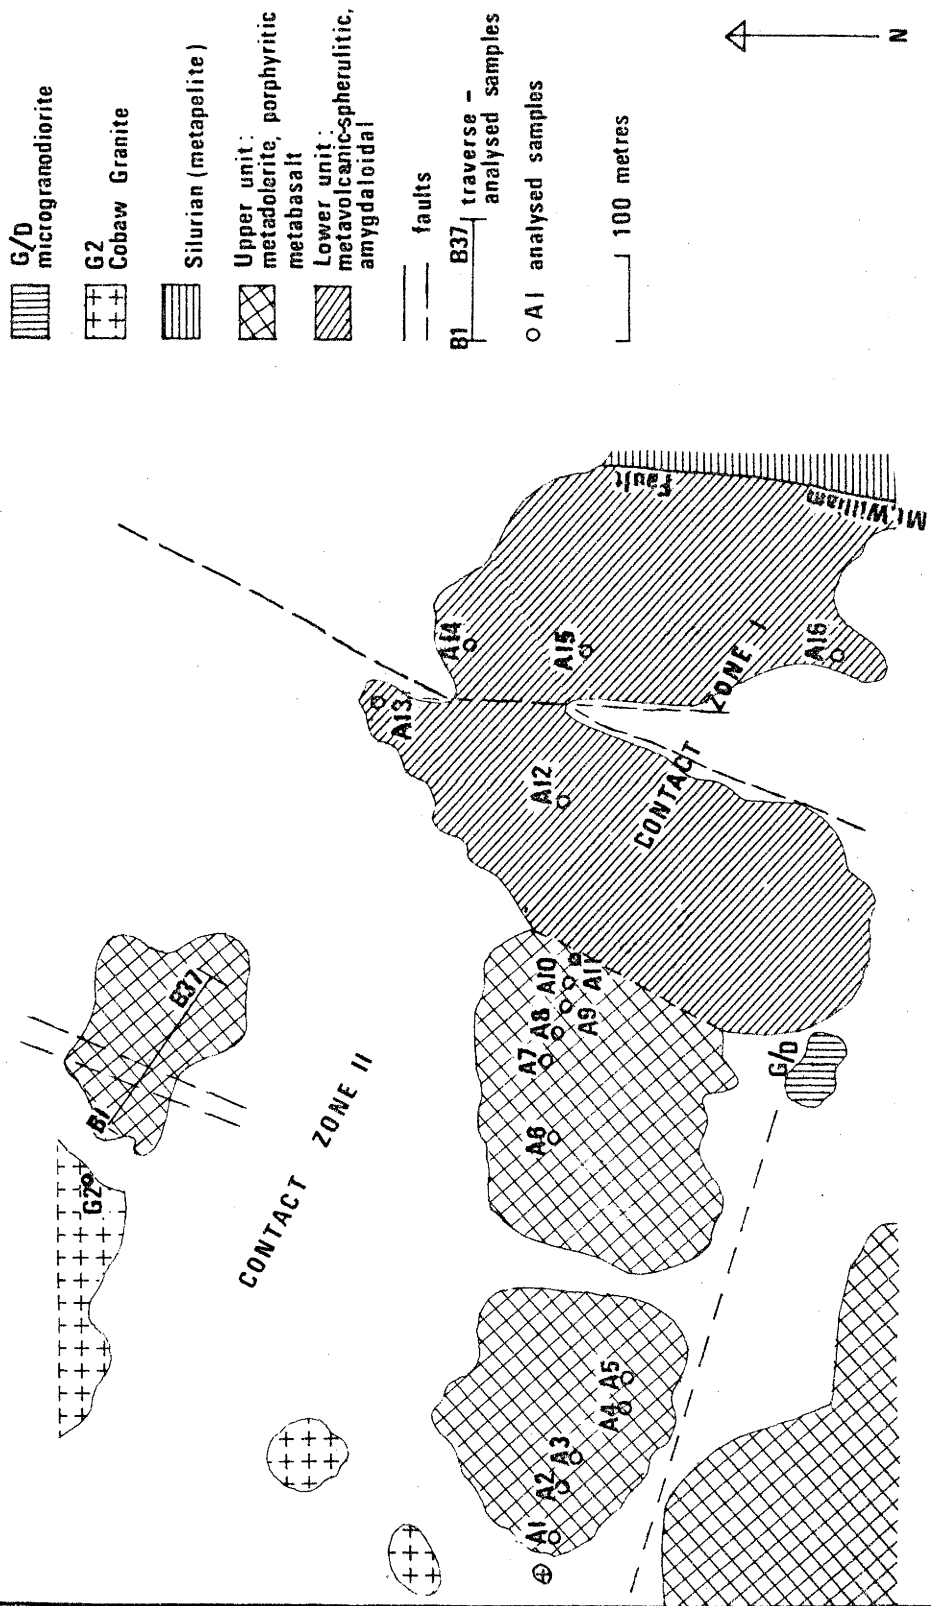 G/D
microgranodiorite
G2
Cobaw Granite
Silurian (metapelite)
Upper unit:
metadolerite, porphyritic
metabasalt
Lower unit:
metavolcanic-spherulitic,
amygdaloidal
faults
B1 B37
traverse -
analysed samples
A1 analysed samples
100 metres
N
G2
B1
B37
CONTACT ZONE II
A1
A2
A3
A4
A5
A6
A7
A8
A9
A10
A11
A12
A13
A14
A15
A16
G/D
CONTACT ZONE I
Mt. William Fault